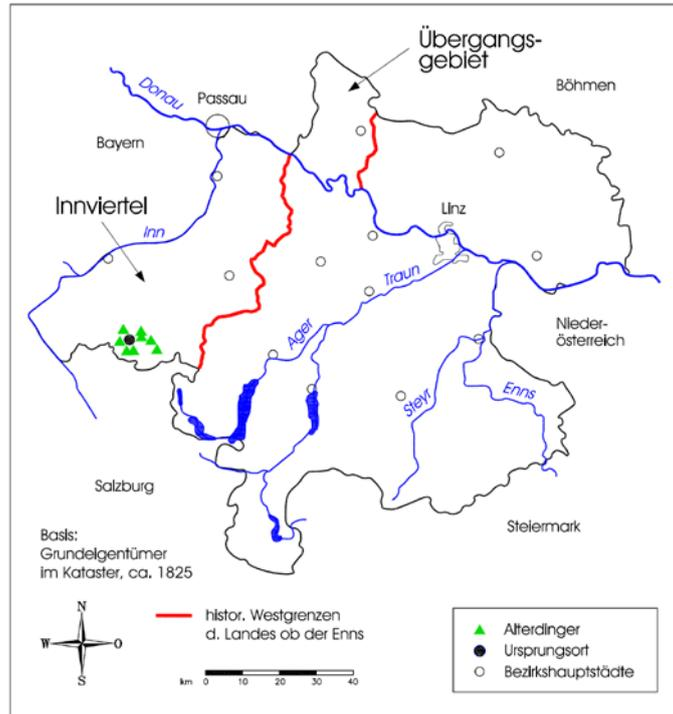 Übergangs-
gebiet
Donau
Passau
Böhmen
Bayern
Innviertel
Linz
Inn
Traun
Nieder-
österreich
Ager
Steyr
Enns
Salzburg
Steiermark
Basis:
Grundeigentümer
im Kataster, ca. 1825
N
W O
S
histor. Westgrenzen
d. Landes ob der Enns
km 0 10 20 30 40
Alterdinger
Ursprungsort
Bezirkshauptstädte